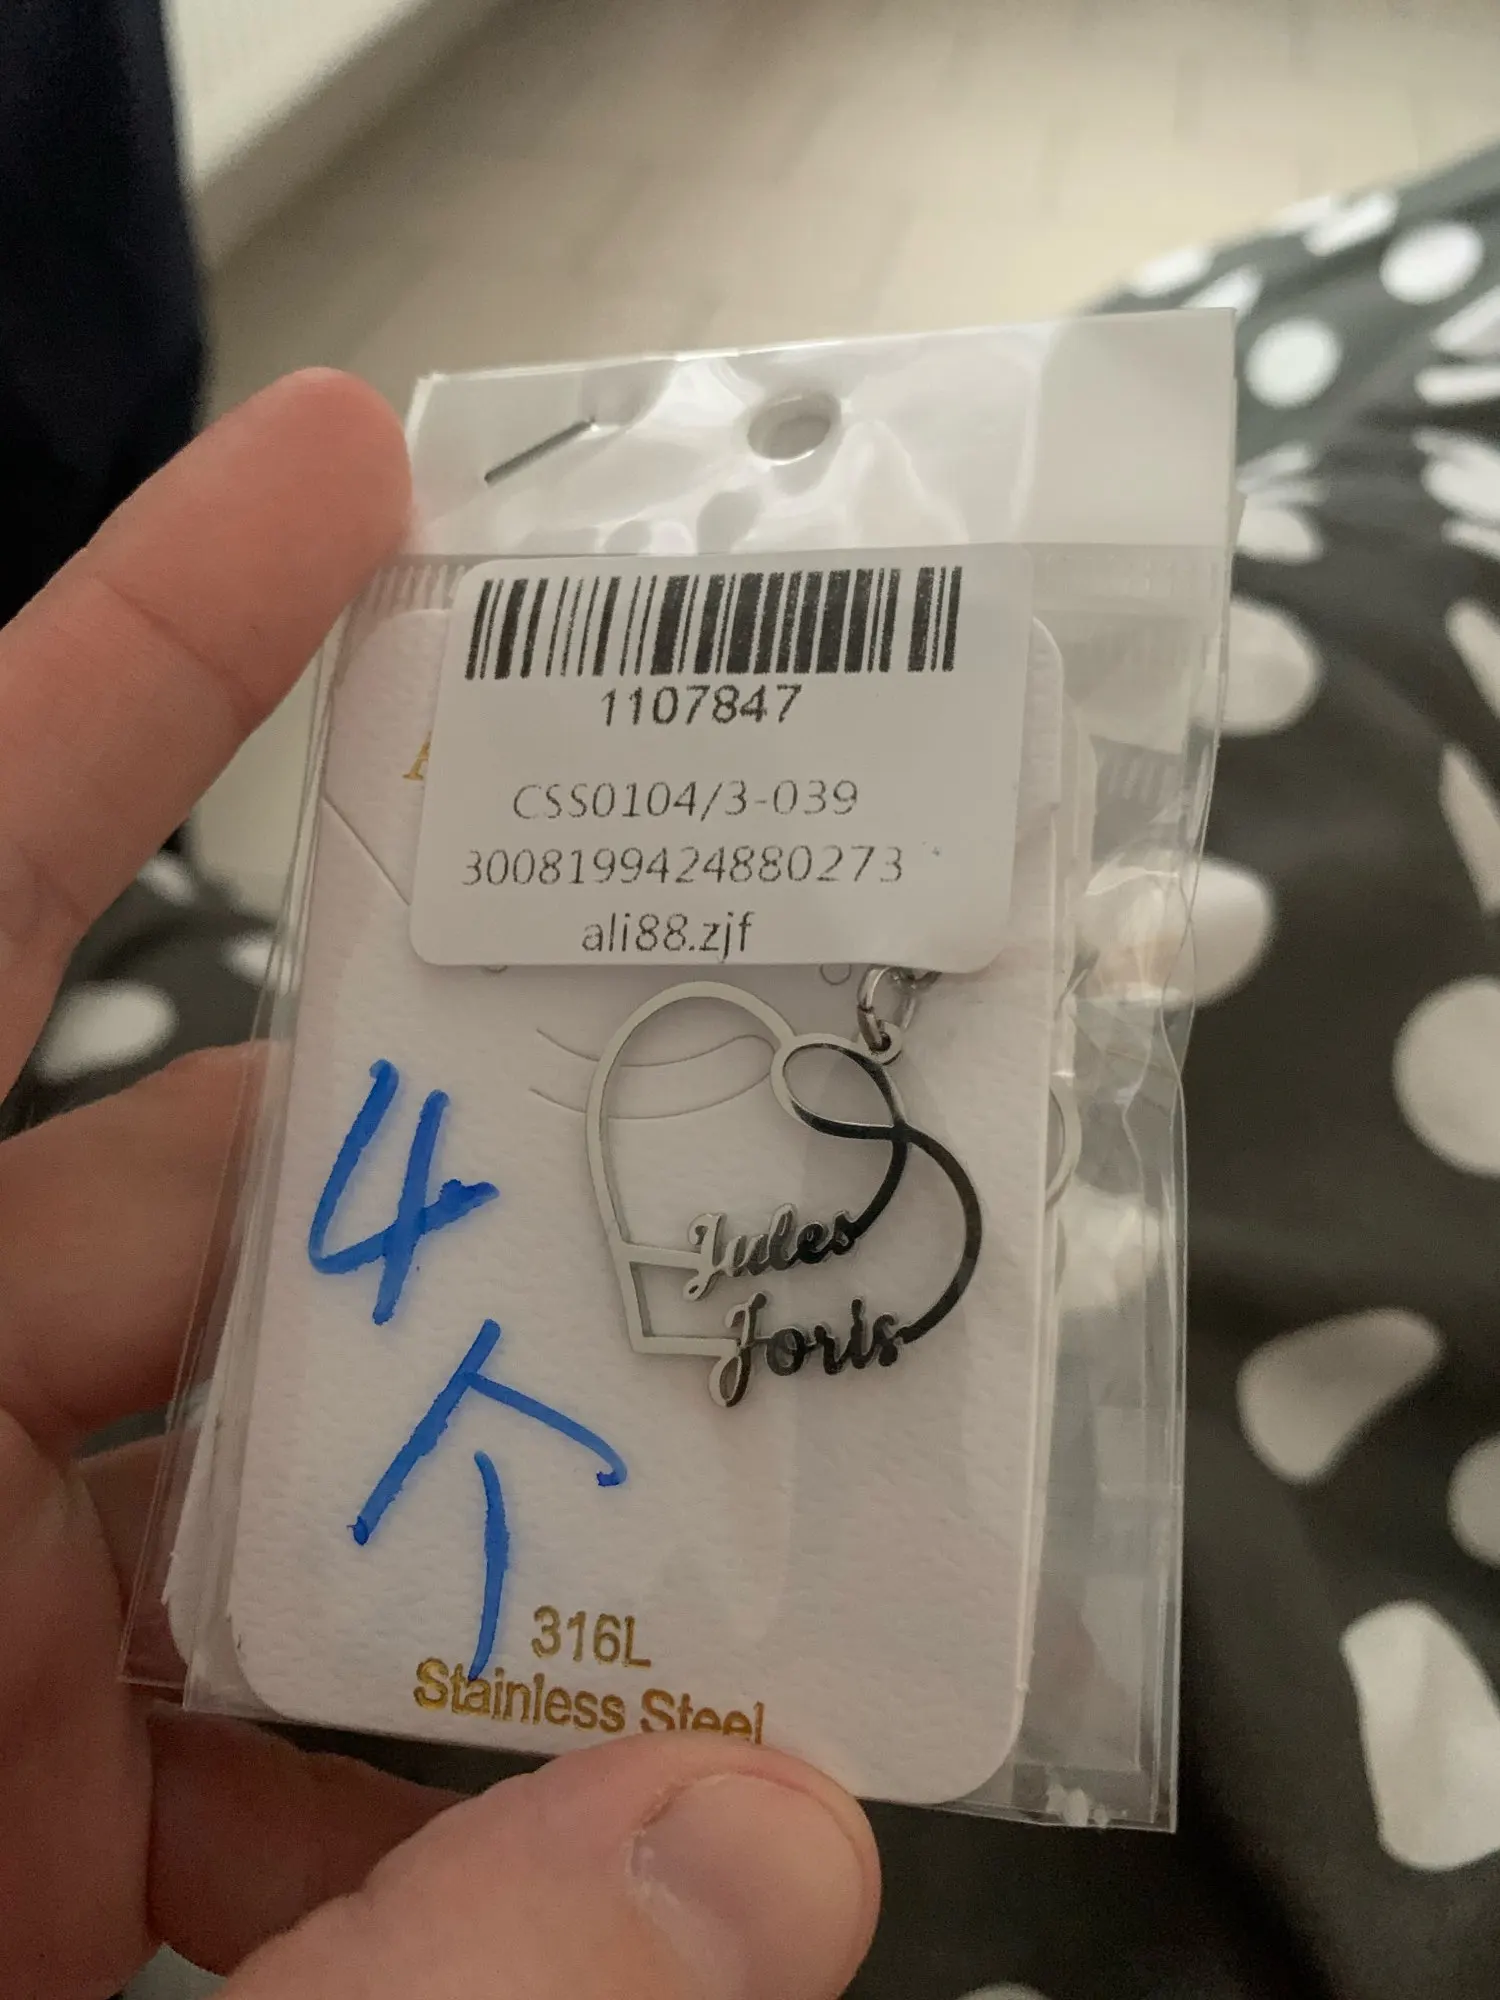 1107847
CSS0104/3-039
3008199424880273
ali88.zjf
Jules
Joris
4
个
316L
Stainless Steel